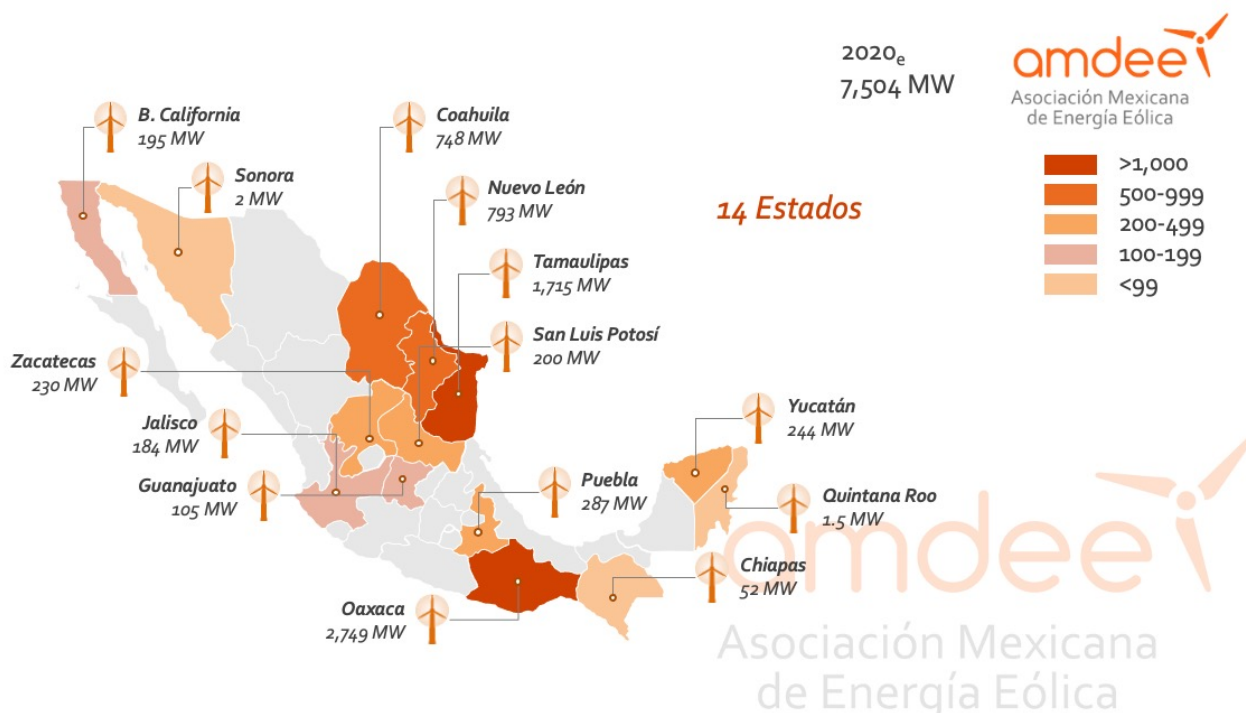 2020e
7,504 MW
amdee
Asociación Mexicana
de Energía Eólica
>1,000
500-999
200-499
100-199
<99
14 Estados
B. California
195 MW
Sonora
2 MW
Coahuila
748 MW
Nuevo León
793 MW
Tamaulipas
1,715 MW
San Luis Potosí
200 MW
Zacatecas
230 MW
Jalisco
184 MW
Guanajuato
105 MW
Puebla
287 MW
Yucatán
244 MW
Quintana Roo
1.5 MW
Chiapas
52 MW
Oaxaca
2,749 MW
amdee
Asociación Mexicana
de Energía Eólica